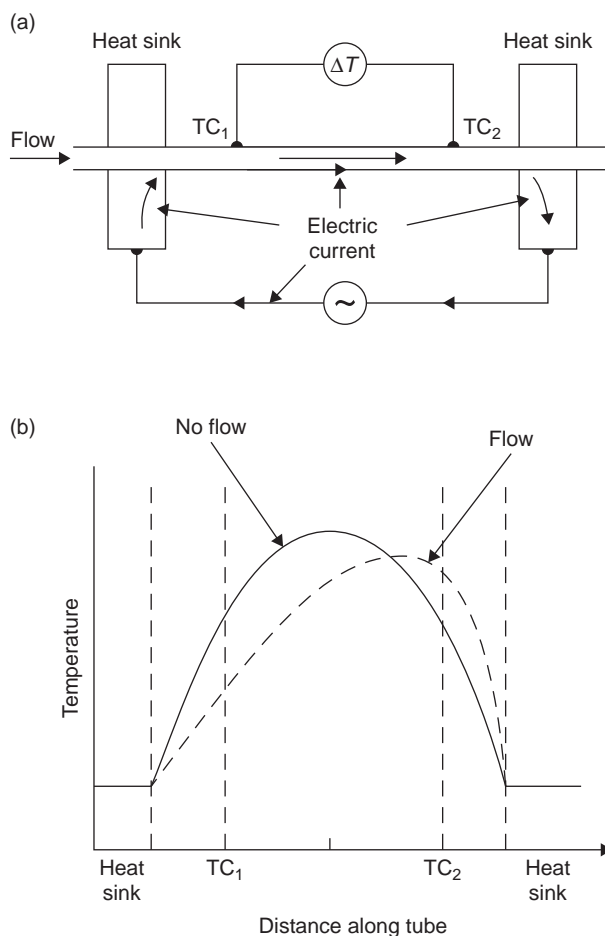 (a)
Heat sink
Heat sink
ΔT
TC₁
TC₂
Flow
Electric
current
~
(b)
No flow
Flow
Temperature
Heat
sink
TC₁
TC₂
Heat
sink
Distance along tube